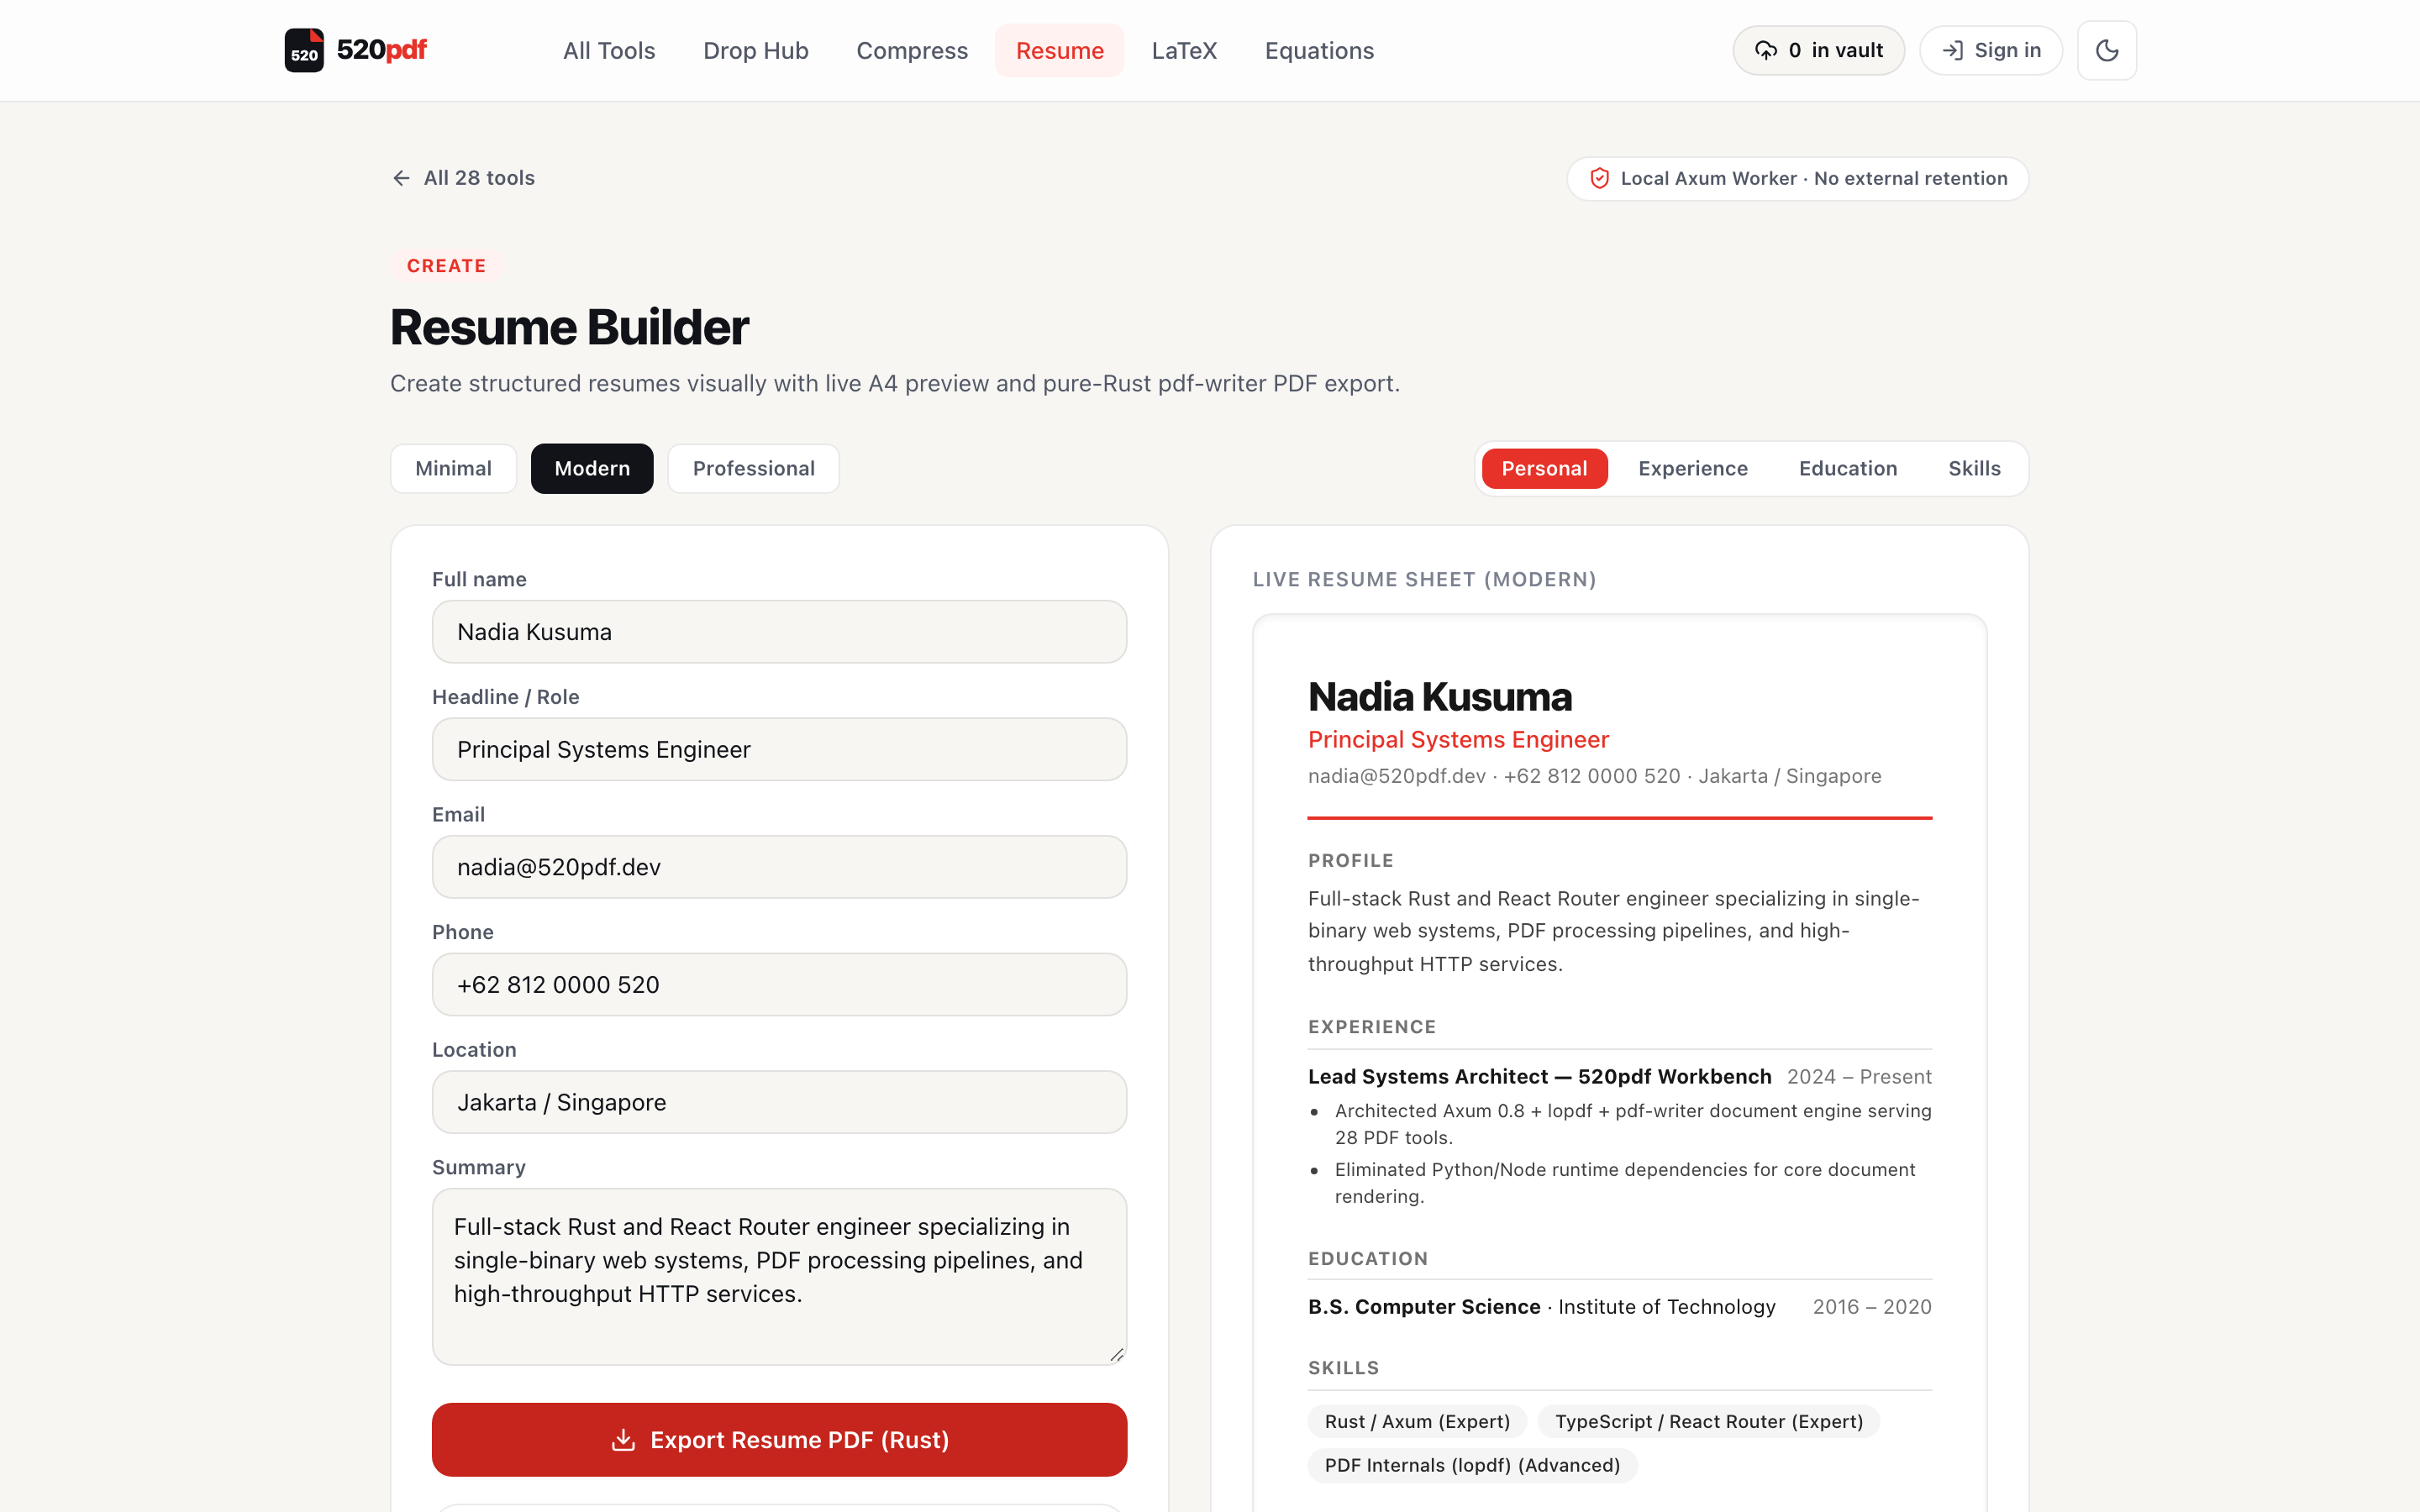 520 520pdf All Tools Drop Hub Compress Resume LaTeX Equations 0 in vault Sign in
All 28 tools
Local Axum Worker · No external retention
CREATE
Resume Builder
Create structured resumes visually with live A4 preview and pure-Rust pdf-writer PDF export.
Minimal Modern Professional
Personal Experience Education Skills
Full name
Nadia Kusuma
Headline / Role
Principal Systems Engineer
Email
nadia@520pdf.dev
Phone
+62 812 0000 520
Location
Jakarta / Singapore
Summary
Full-stack Rust and React Router engineer specializing in
single-binary web systems, PDF processing pipelines, and
high-throughput HTTP services.
Export Resume PDF (Rust)
LIVE RESUME SHEET (MODERN)
Nadia Kusuma
Principal Systems Engineer
nadia@520pdf.dev · +62 812 0000 520 · Jakarta / Singapore
PROFILE
Full-stack Rust and React Router engineer specializing in single-
binary web systems, PDF processing pipelines, and high-
throughput HTTP services.
EXPERIENCE
Lead Systems Architect — 520pdf Workbench 2024 – Present
• Architected Axum 0.8 + lopdf + pdf-writer document engine serving
28 PDF tools.
• Eliminated Python/Node runtime dependencies for core document
rendering.
EDUCATION
B.S. Computer Science · Institute of Technology 2016 – 2020
SKILLS
Rust / Axum (Expert) TypeScript / React Router (Expert)
PDF Internals (lopdf) (Advanced)